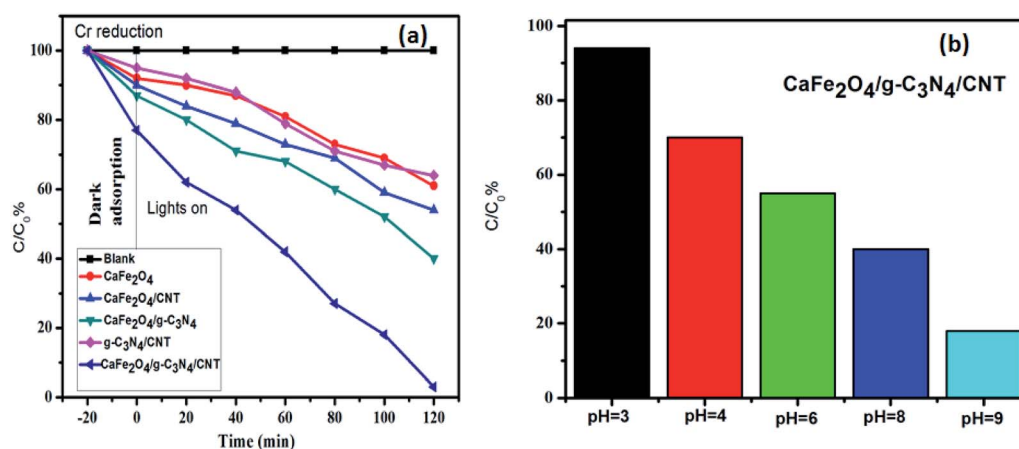 Cr reduction
(a)
C/C₀%
100
80
60
40
20
0
Dark
adsorption
Lights on
Blank
CaFe₂O₄
CaFe₂O₄/CNT
CaFe₂O₄/g-C₃N₄
g-C₃N₄/CNT
CaFe₂O₄/g-C₃N₄/CNT
-20 0 20 40 60 80 100 120
Time (min)
(b)
CaFe₂O₄/g-C₃N₄/CNT
C/C₀%
100
80
60
40
20
0
pH=3 pH=4 pH=6 pH=8 pH=9